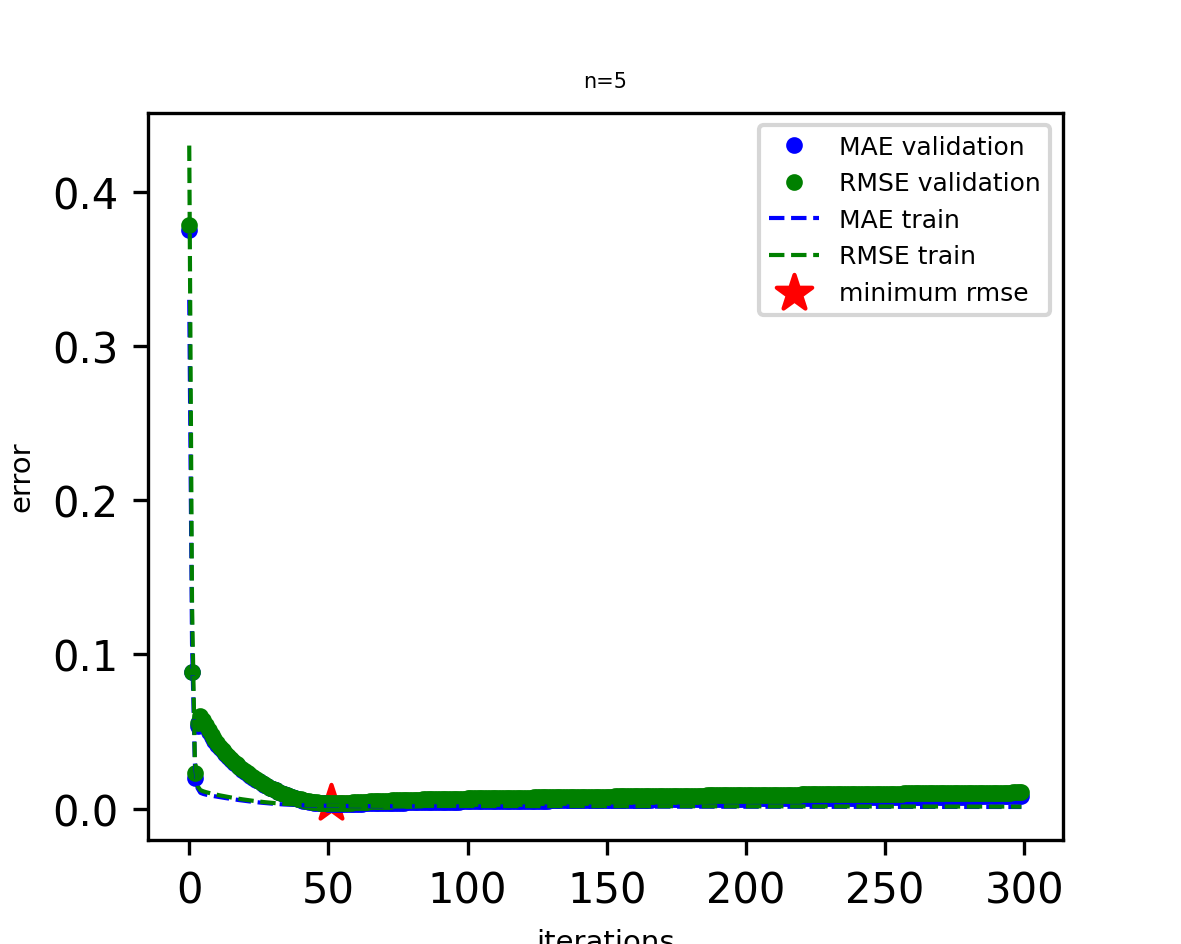 n=5
MAE validation
RMSE validation
MAE train
RMSE train
minimum rmse
error
0.4
0.3
0.2
0.1
0.0
0 50 100 150 200 250 300
iterations